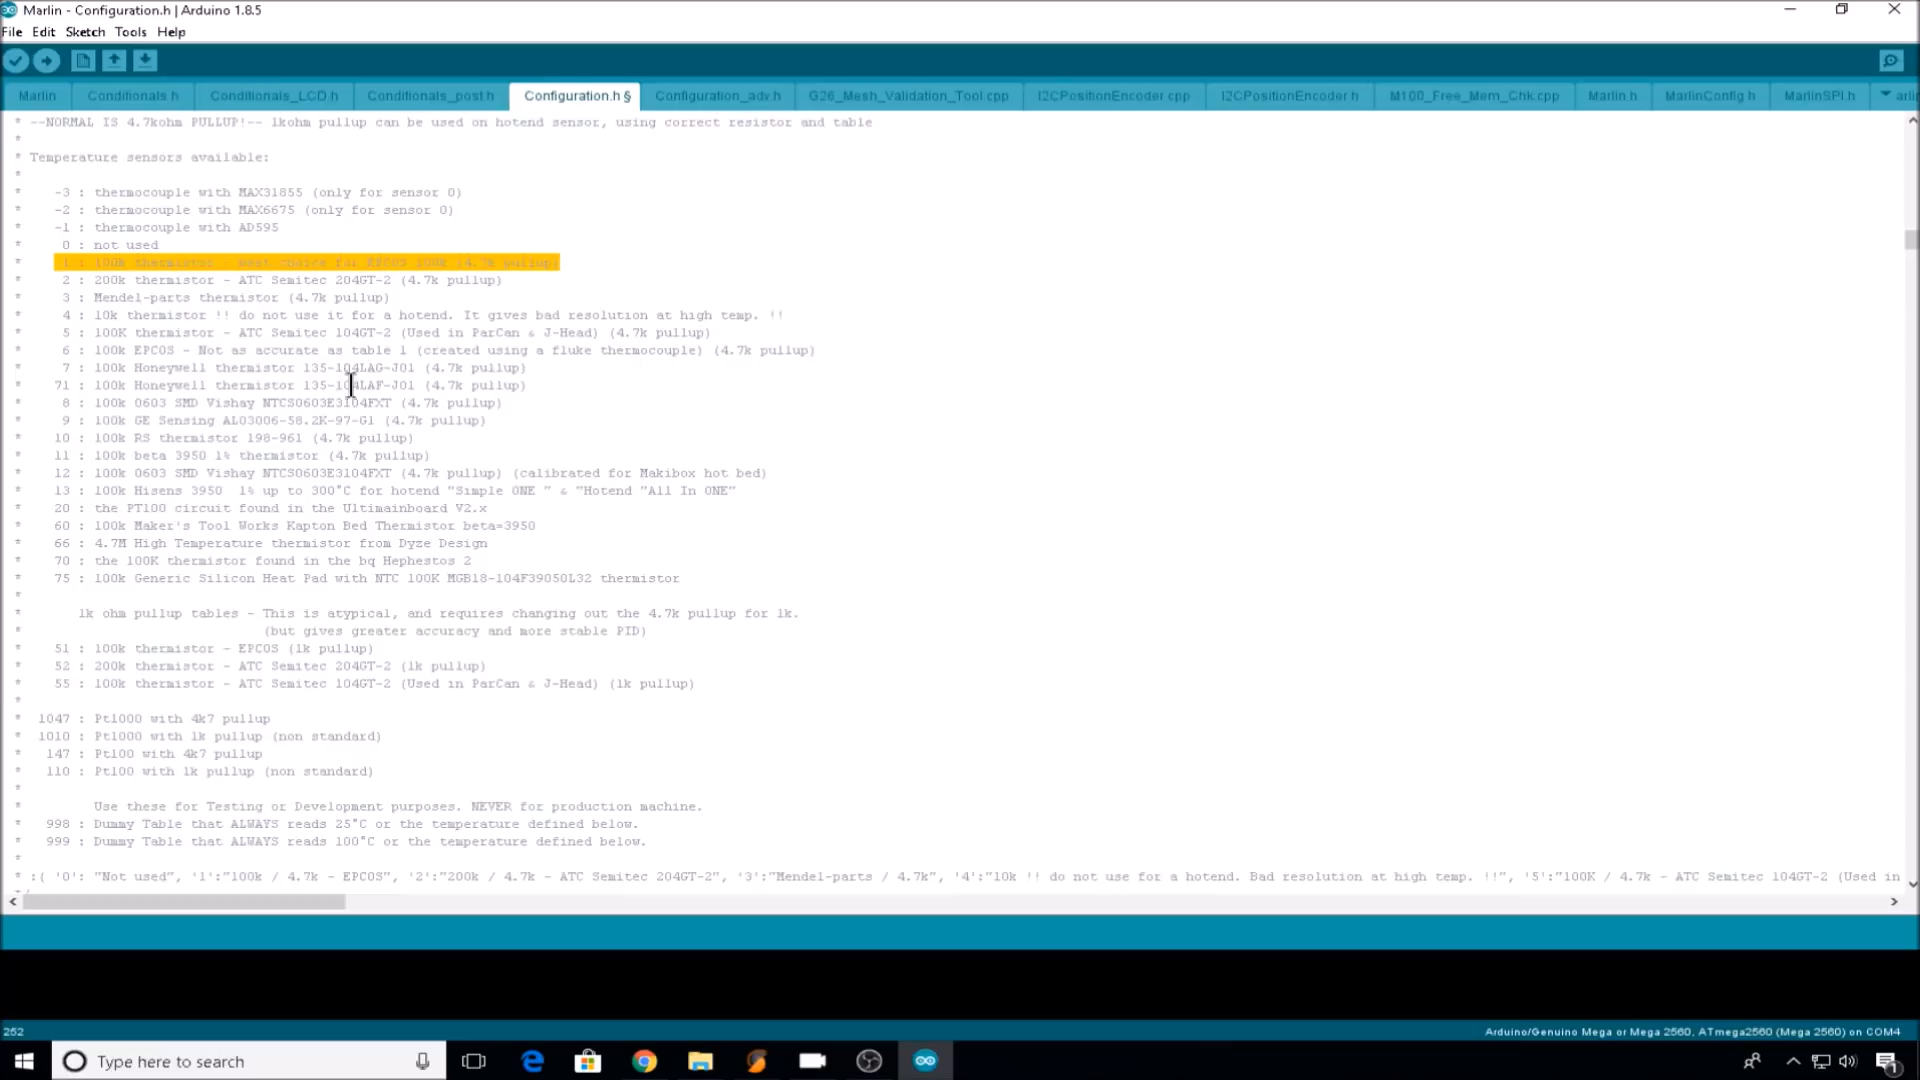 Marlin - Configuration.h | Arduino 1.8.5
File Edit Sketch Tools Help
Marlin Conditionals.h Conditionals_LCD.h Conditionals_post.h Configuration.h § Configuration_adv.h G26_Mesh_Validation_Tool.cpp I2CPositionEncoder.cpp I2CPositionEncoder.h M100_Free_Mem_Chk.cpp Marlin.h MarlinConfig.h MarlinSPI.h
* --NORMAL IS 4.7kohm PULLUP!-- 1kohm pullup can be used on hotend sensor, using correct resistor and table
*
* Temperature sensors available:
*
* -3 : thermocouple with MAX31855 (only for sensor 0)
* -2 : thermocouple with MAX6675 (only for sensor 0)
* -1 : thermocouple with AD595
* 0 : not used
* 1 : 100k thermistor - best choice for EPCOS 100k (4.7k pullup)
* 2 : 200k thermistor - ATC Semitec 204GT-2 (4.7k pullup)
* 3 : Mendel-parts thermistor (4.7k pullup)
* 4 : 10k thermistor !! do not use it for a hotend. It gives bad resolution at high temp. !!
* 5 : 100K thermistor - ATC Semitec 104GT-2 (Used in ParCan & J-Head) (4.7k pullup)
* 6 : 100k EPCOS - Not as accurate as table 1 (created using a fluke thermocouple) (4.7k pullup)
* 7 : 100k Honeywell thermistor 135-104LAG-J01 (4.7k pullup)
* 71 : 100k Honeywell thermistor 135-104LAF-J01 (4.7k pullup)
* 8 : 100k 0603 SMD Vishay NTCS0603E3104FXT (4.7k pullup)
* 9 : 100k GE Sensing AL03006-58.2K-97-G1 (4.7k pullup)
* 10 : 100k RS thermistor 198-961 (4.7k pullup)
* 11 : 100k beta 3950 1% thermistor (4.7k pullup)
* 12 : 100k 0603 SMD Vishay NTCS0603E3104FXT (4.7k pullup) (calibrated for Makibox hot bed)
* 13 : 100k Hisens 3950  1% up to 300°C for hotend "Simple ONE " & "Hotend "All In ONE"
* 20 : the PT100 circuit found in the Ultimainboard V2.x
* 60 : 100k Maker's Tool Works Kapton Bed Thermistor beta=3950
* 66 : 4.7M High Temperature thermistor from Dyze Design
* 70 : the 100K thermistor found in the bq Hephestos 2
* 75 : 100k Generic Silicon Heat Pad with NTC 100K MGB18-104F39050L32 thermistor
*
* 1k ohm pullup tables - This is atypical, and requires changing out the 4.7k pullup for 1k.
* (but gives greater accuracy and more stable PID)
* 51 : 100k thermistor - EPCOS (1k pullup)
* 52 : 200k thermistor - ATC Semitec 204GT-2 (1k pullup)
* 55 : 100k thermistor - ATC Semitec 104GT-2 (Used in ParCan & J-Head) (1k pullup)
*
* 1047 : Pt1000 with 4k7 pullup
* 1010 : Pt1000 with 1k pullup (non standard)
* 147 : Pt100 with 4k7 pullup
* 110 : Pt100 with 1k pullup (non standard)
*
* Use these for Testing or Development purposes. NEVER for production machine.
* 998 : Dummy Table that ALWAYS reads 25°C or the temperature defined below.
* 999 : Dummy Table that ALWAYS reads 100°C or the temperature defined below.
*
* :{ '0': "Not used", '1':"100k / 4.7k - EPCOS", '2':"200k / 4.7k - ATC Semitec 204GT-2", '3':"Mendel-parts / 4.7k", '4':"10k !! do not use for a hotend. Bad resolution at high temp. !!", '5':"100K / 4.7k - ATC Semitec 104GT-2 (Used in
252
Arduino/Genuino Mega or Mega 2560, ATmega2560 (Mega 2560) on COM4
Type here to search
1